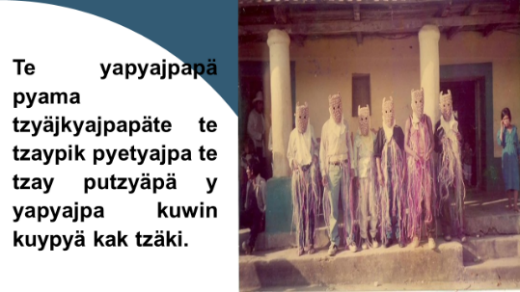 Te yapyajpapä
pyama
tzyäjkyajpapäte te
tzaypik pyetyajpa te
tzay putzyäpä y
yapyajpa kuwin
kuypyä kak tzäki.